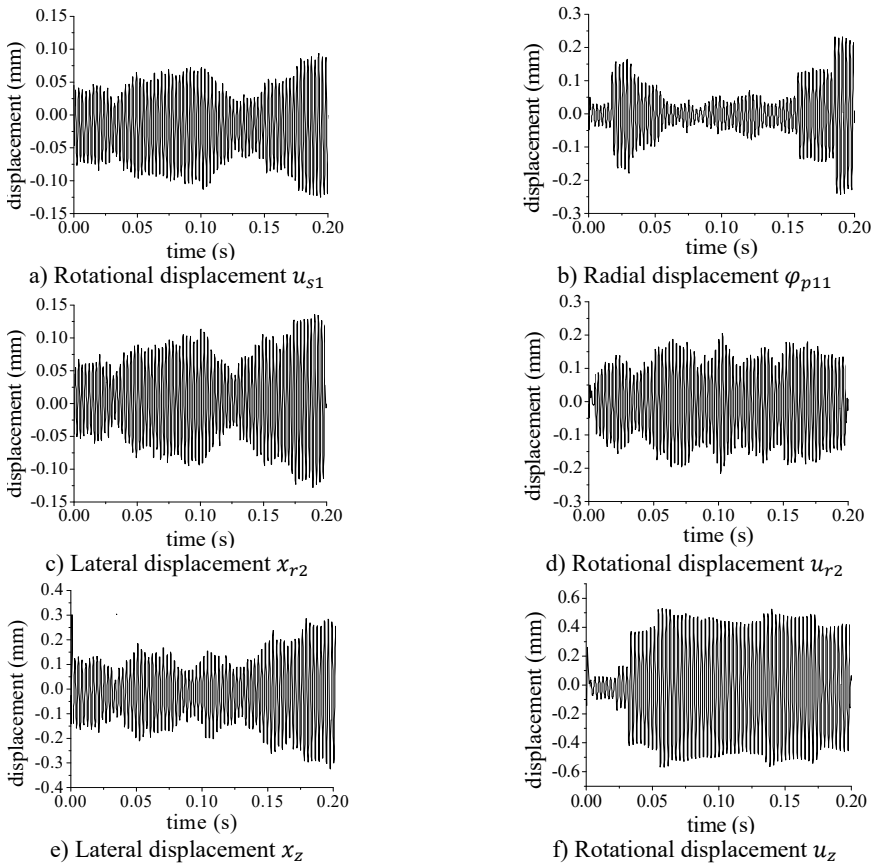 displacement (mm)
0.15
0.10
0.05
0.00
-0.05
-0.10
-0.15
0.00 0.05 0.10 0.15 0.20
time (s)
a) Rotational displacement u_{s1}
displacement (mm)
0.3
0.2
0.1
0.0
-0.1
-0.2
-0.3
0.00 0.05 0.10 0.15 0.20
time (s)
b) Radial displacement φ_{p11}
displacement (mm)
0.15
0.10
0.05
0.00
-0.05
-0.10
-0.15
0.00 0.05 0.10 0.15 0.20
time (s)
c) Lateral displacement x_{r2}
displacement (mm)
0.3
0.2
0.1
0.0
-0.1
-0.2
-0.3
0.00 0.05 0.10 0.15 0.20
time (s)
d) Rotational displacement u_{r2}
displacement (mm)
0.4
0.3
0.2
0.1
0.0
-0.1
-0.2
-0.3
-0.4
0.00 0.05 0.10 0.15 0.20
time (s)
e) Lateral displacement x_z
displacement (mm)
0.6
0.4
0.2
0.0
-0.2
-0.4
-0.6
0.00 0.05 0.10 0.15 0.20
time (s)
f) Rotational displacement u_z